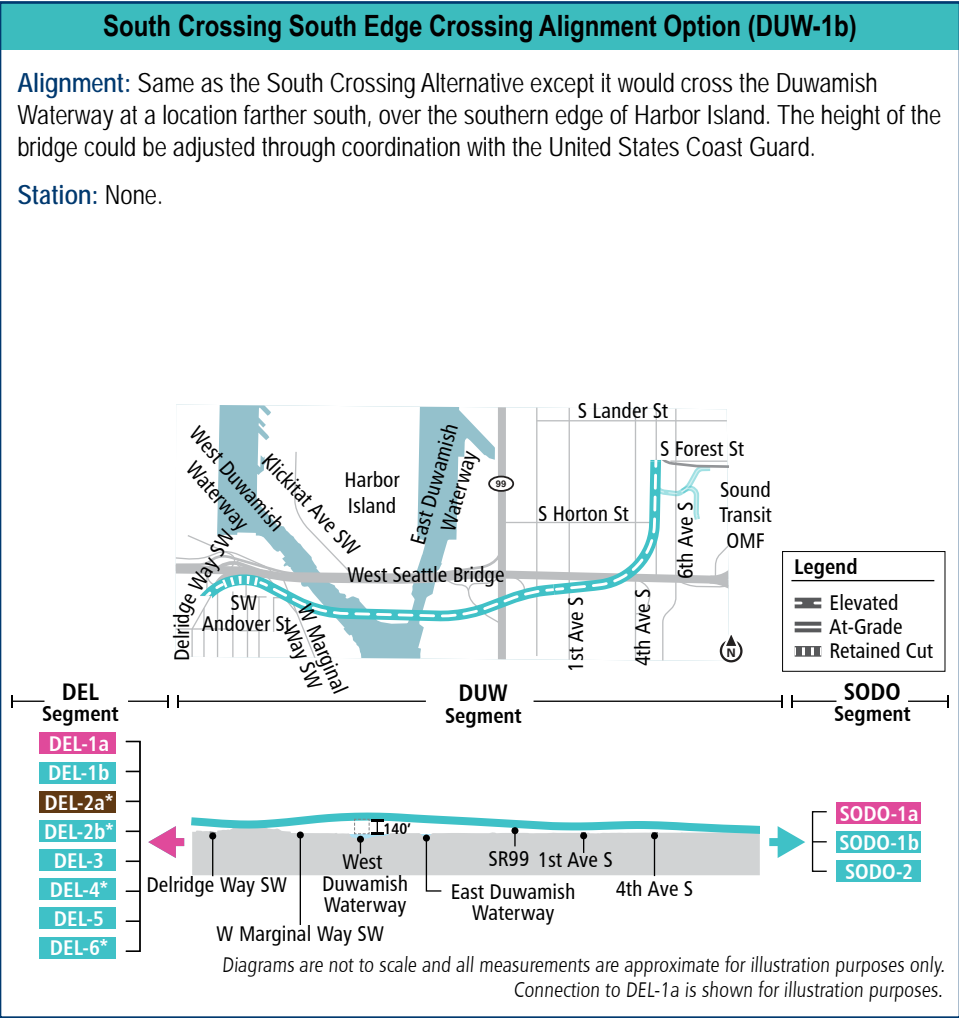 South Crossing South Edge Crossing Alignment Option (DUW-1b)
Alignment: Same as the South Crossing Alternative except it would cross the Duwamish
Waterway at a location farther south, over the southern edge of Harbor Island. The height of the
bridge could be adjusted through coordination with the United States Coast Guard.
Station: None.
S Lander St
S Forest St
West Duwamish
Waterway
Klickitat Ave SW
Harbor
Island
East Duwamish
Waterway
99
S Horton St
6th Ave S
Sound
Transit
OMF
Delridge Way SW
West Seattle Bridge
SW
Andover St
W Marginal
Way SW
1st Ave S
4th Ave S
N
Legend
Elevated
At-Grade
Retained Cut
DEL
Segment
DUW
Segment
SODO
Segment
DEL-1a
DEL-1b
DEL-2a*
DEL-2b*
DEL-3
DEL-4*
DEL-5
DEL-6*
140'
Delridge Way SW
W Marginal Way SW
West
Duwamish
Waterway
East Duwamish
Waterway
SR99
1st Ave S
4th Ave S
SODO-1a
SODO-1b
SODO-2
Diagrams are not to scale and all measurements are approximate for illustration purposes only.
Connection to DEL-1a is shown for illustration purposes.